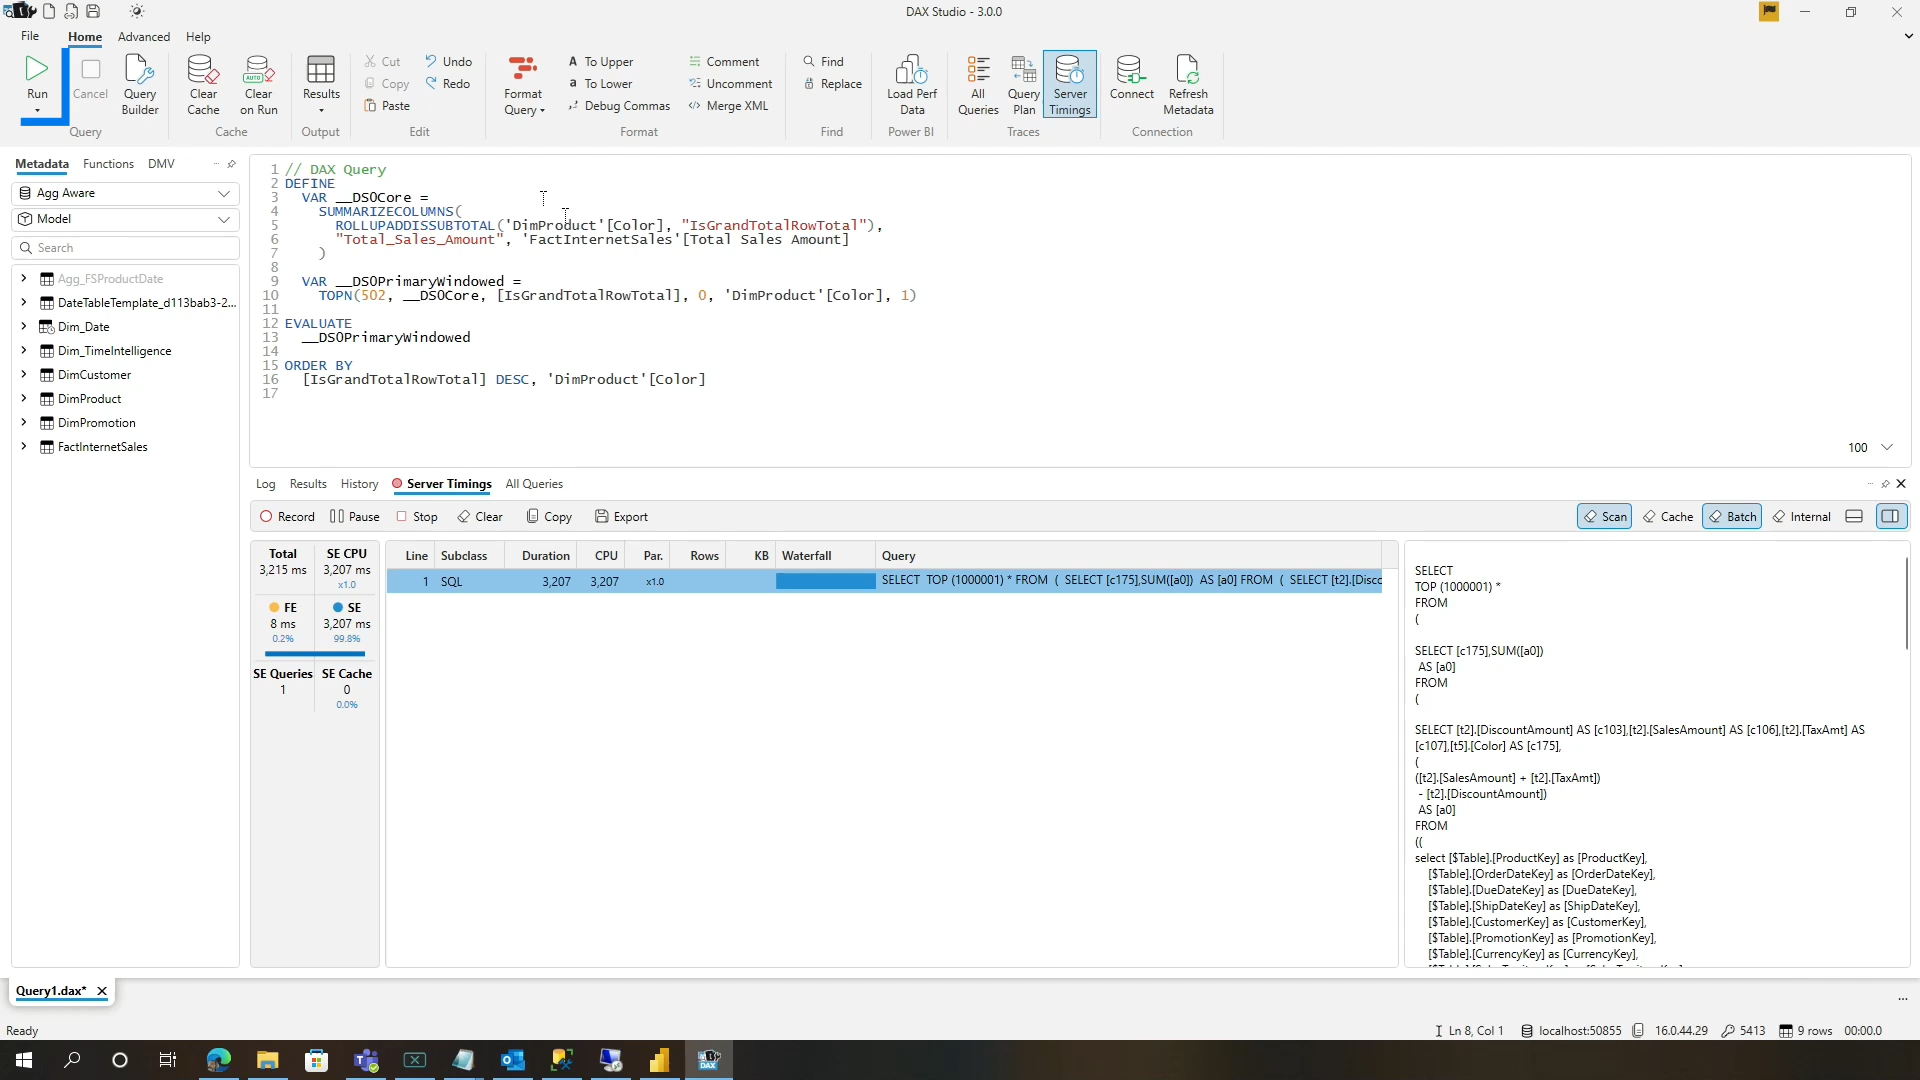 DAX Studio - 3.0.0
File Home Advanced Help
Run
Cancel
Query Builder
Query
Clear Cache
Clear on Run
AUTO
Cache
Results
Output
Cut
Copy
Paste
Undo
Redo
Edit
Format Query
A To Upper
a To Lower
Debug Commas
Comment
Uncomment
Merge XML
Format
Find
Replace
Find
Load Perf Data
Power BI
All Queries
Query Plan
Server Timings
Traces
Connect
Refresh Metadata
Connection
Metadata Functions DMV
Agg Aware
Model
Search
Agg_FSProductDate
DateTableTemplate_d113bab3-2...
Dim_Date
Dim_TimeIntelligence
DimCustomer
DimProduct
DimPromotion
FactInternetSales
1 // DAX Query
2 DEFINE
3 VAR __DS0Core =
4 SUMMARIZECOLUMNS(
5 ROLLUPADDISSUBTOTAL('DimProduct'[Color], "IsGrandTotalRowTotal"),
6 "Total_Sales_Amount", 'FactInternetSales'[Total Sales Amount]
7 )
8
9 VAR __DS0PrimaryWindowed =
10 TOPN(502, __DS0Core, [IsGrandTotalRowTotal], 0, 'DimProduct'[Color], 1)
11
12 EVALUATE
13 __DS0PrimaryWindowed
14
15 ORDER BY
16 [IsGrandTotalRowTotal] DESC, 'DimProduct'[Color]
17
100
Log Results History Server Timings All Queries
Record Pause Stop Clear Copy Export
Scan Cache Batch Internal
Total SE CPU
3,215 ms 3,207 ms
x1.0
FE SE
8 ms 3,207 ms
0.2% 99.8%
SE Queries SE Cache
1 0
0.0%
Line Subclass Duration CPU Par. Rows KB Waterfall Query
1 SQL 3,207 3,207 x1.0 SELECT TOP (1000001) * FROM ( SELECT [c175],SUM([a0]) AS [a0] FROM ( SELECT [t2].[Disc
SELECT
TOP (1000001) *
FROM
(
SELECT [c175],SUM([a0])
AS [a0]
FROM
(
SELECT [t2].[DiscountAmount] AS [c103],[t2].[SalesAmount] AS [c106],[t2].[TaxAmt] AS
[c107],[t5].[Color] AS [c175],
(
([t2].[SalesAmount] + [t2].[TaxAmt])
- [t2].[DiscountAmount])
AS [a0]
FROM
((
select [$Table].[ProductKey] as [ProductKey],
[$Table].[OrderDateKey] as [OrderDateKey],
[$Table].[DueDateKey] as [DueDateKey],
[$Table].[ShipDateKey] as [ShipDateKey],
[$Table].[CustomerKey] as [CustomerKey],
[$Table].[PromotionKey] as [PromotionKey],
[$Table].[CurrencyKey] as [CurrencyKey],
Query1.dax*
Ready
Ln 8, Col 1 localhost:50855 16.0.44.29 5413 9 rows 00:00.0
DAX